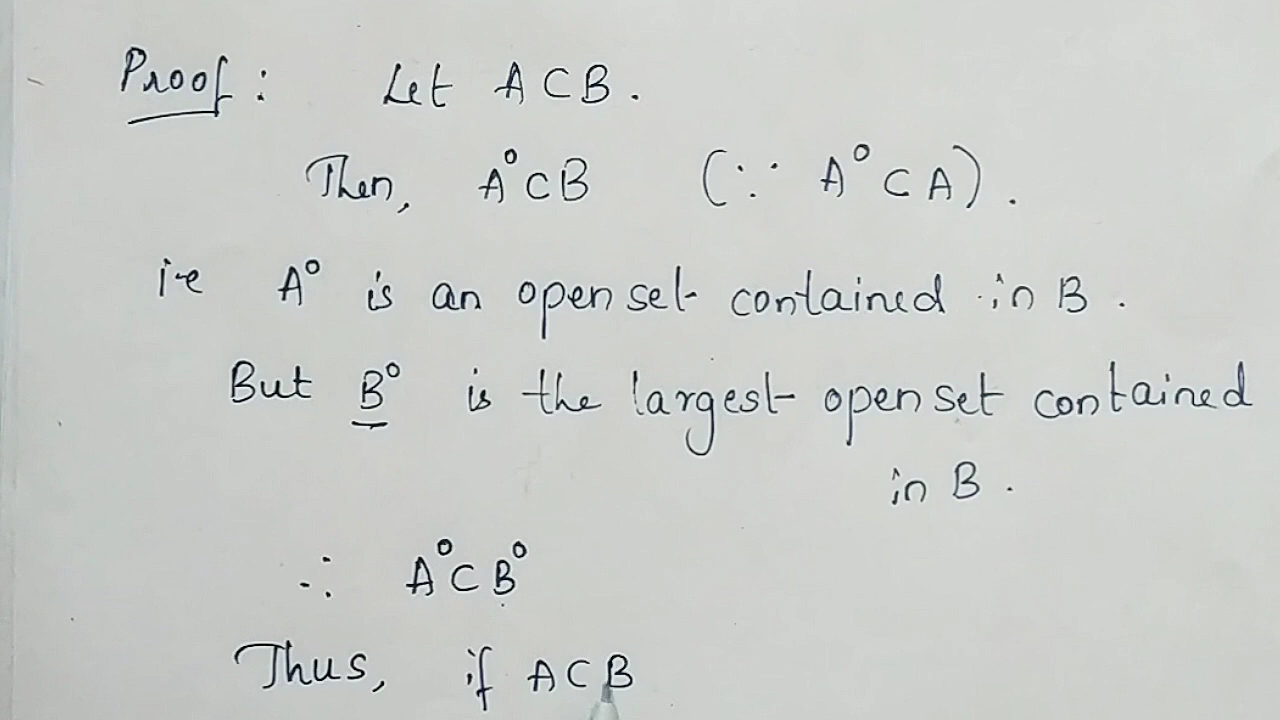 Proof : Let A ⊂ B .
Then, A° ⊂ B (∵ A° ⊂ A) .
i.e A° is an open set contained in B .
But B° is the largest open set contained
in B .
∴ A° ⊂ B°
Thus, if A ⊂ B